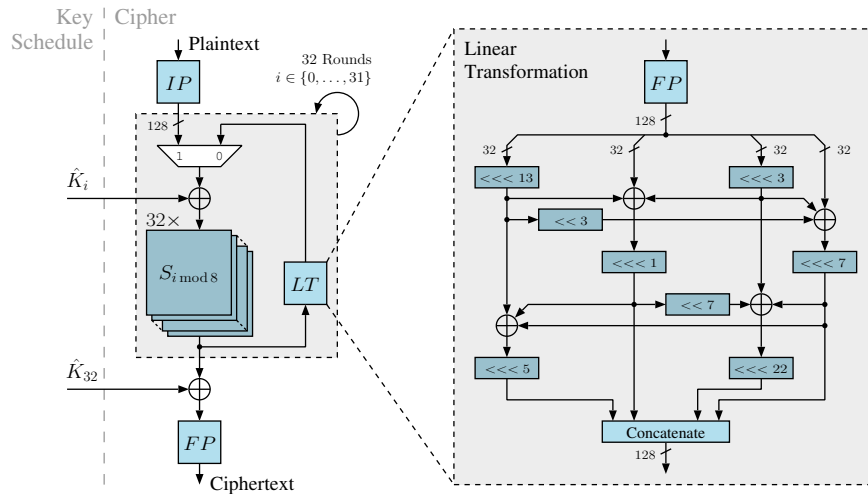 Key Schedule
Cipher
Plaintext
IP
128
32 Rounds
i ∈ {0, . . . , 31}
1 0
K̂ᵢ
32×
S_{i mod 8}
LT
K̂₃₂
FP
Ciphertext
Linear
Transformation
FP
128
32 32 32 32
<<< 13
<<< 3
<< 3
<<< 1
<<< 7
<< 7
<<< 5
<<< 22
Concatenate
128